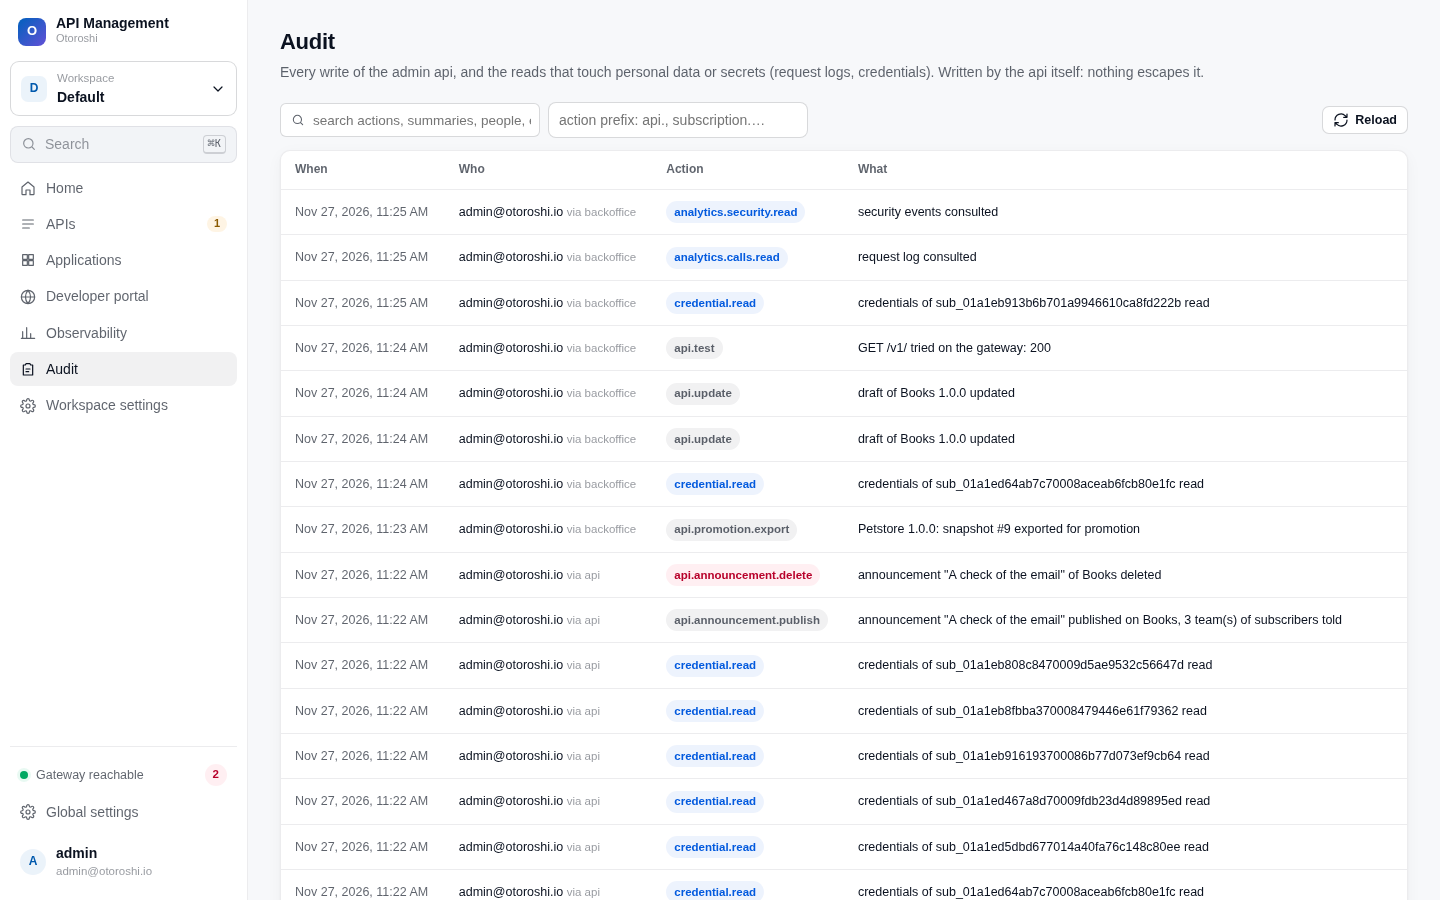 O
API Management
Otoroshi
D
Workspace
Default
Search
⌘K
Home
APIs
1
Applications
Developer portal
Observability
Audit
Workspace settings
Gateway reachable
2
Global settings
A
admin
admin@otoroshi.io
Audit
Every write of the admin api, and the reads that touch personal data or secrets (request logs, credentials). Written by the api itself: nothing escapes it.
search actions, summaries, people,
action prefix: api., subscription.…
Reload
When Who Action What
Nov 27, 2026, 11:25 AM admin@otoroshi.io via backoffice analytics.security.read security events consulted
Nov 27, 2026, 11:25 AM admin@otoroshi.io via backoffice analytics.calls.read request log consulted
Nov 27, 2026, 11:25 AM admin@otoroshi.io via backoffice credential.read credentials of sub_01a1eb913b6b701a9946610ca8fd222b read
Nov 27, 2026, 11:24 AM admin@otoroshi.io via backoffice api.test GET /v1/ tried on the gateway: 200
Nov 27, 2026, 11:24 AM admin@otoroshi.io via backoffice api.update draft of Books 1.0.0 updated
Nov 27, 2026, 11:24 AM admin@otoroshi.io via backoffice api.update draft of Books 1.0.0 updated
Nov 27, 2026, 11:24 AM admin@otoroshi.io via backoffice credential.read credentials of sub_01a1ed64ab7c70008aceab6fcb80e1fc read
Nov 27, 2026, 11:23 AM admin@otoroshi.io via backoffice api.promotion.export Petstore 1.0.0: snapshot #9 exported for promotion
Nov 27, 2026, 11:22 AM admin@otoroshi.io via api api.announcement.delete announcement "A check of the email" of Books deleted
Nov 27, 2026, 11:22 AM admin@otoroshi.io via api api.announcement.publish announcement "A check of the email" published on Books, 3 team(s) of subscribers told
Nov 27, 2026, 11:22 AM admin@otoroshi.io via api credential.read credentials of sub_01a1eb808c8470009d5ae9532c56647d read
Nov 27, 2026, 11:22 AM admin@otoroshi.io via api credential.read credentials of sub_01a1eb8fbba370008479446e61f79362 read
Nov 27, 2026, 11:22 AM admin@otoroshi.io via api credential.read credentials of sub_01a1eb916193700086b77d073ef9cb64 read
Nov 27, 2026, 11:22 AM admin@otoroshi.io via api credential.read credentials of sub_01a1ed467a8d70009fdb23d4d89895ed read
Nov 27, 2026, 11:22 AM admin@otoroshi.io via api credential.read credentials of sub_01a1ed5dbd677014a40fa76c148c80ee read
Nov 27, 2026, 11:22 AM admin@otoroshi.io via api credential.read credentials of sub_01a1ed64ab7c70008aceab6fcb80e1fc read